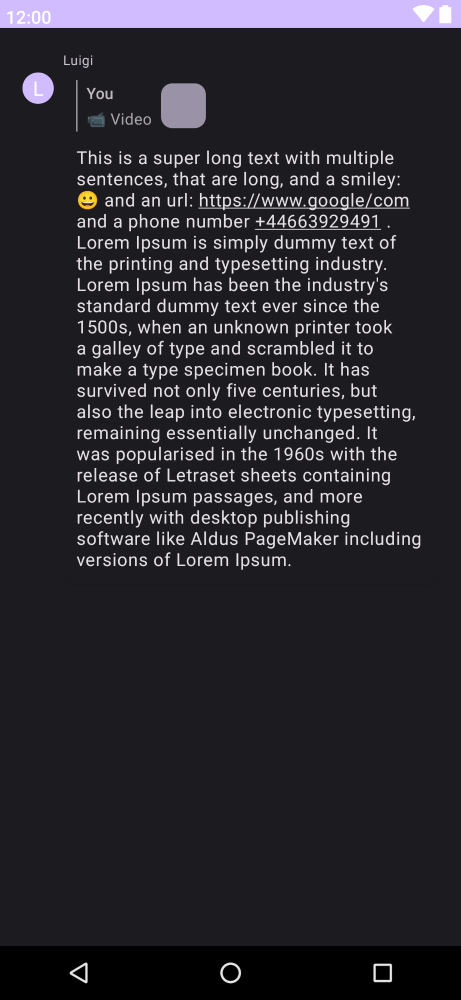 12:00
Luigi
L
You
📹 Video
This is a super long text with multiple
sentences, that are long, and a smiley:
😀 and an url: https://www.google/com
and a phone number +44663929491 .
Lorem Ipsum is simply dummy text of
the printing and typesetting industry.
Lorem Ipsum has been the industry's
standard dummy text ever since the
1500s, when an unknown printer took
a galley of type and scrambled it to
make a type specimen book. It has
survived not only five centuries, but
also the leap into electronic typesetting,
remaining essentially unchanged. It
was popularised in the 1960s with the
release of Letraset sheets containing
Lorem Ipsum passages, and more
recently with desktop publishing
software like Aldus PageMaker including
versions of Lorem Ipsum.